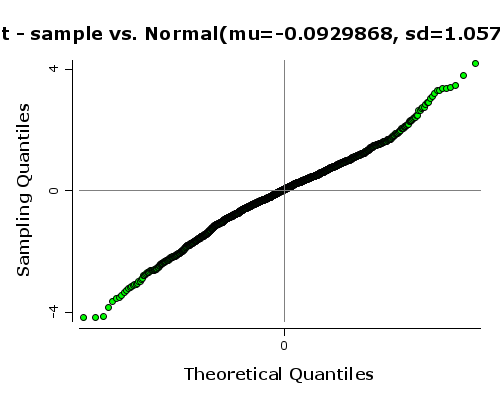 t - sample vs. Normal(mu=-0.0929868, sd=1.057
4
0
-4
Sampling Quantiles
0
Theoretical Quantiles